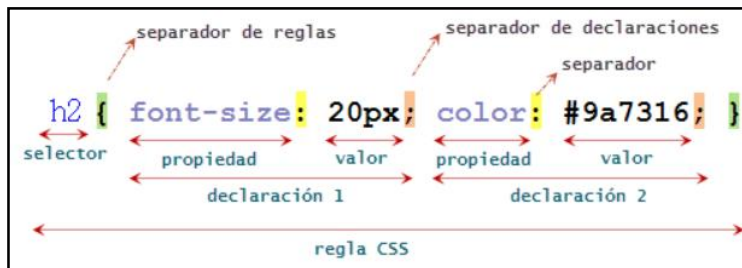 separador de reglas separador de declaraciones
separador
h2 { font-size: 20px; color: #9a7316; }
selector propiedad valor propiedad valor
declaración 1 declaración 2
regla CSS